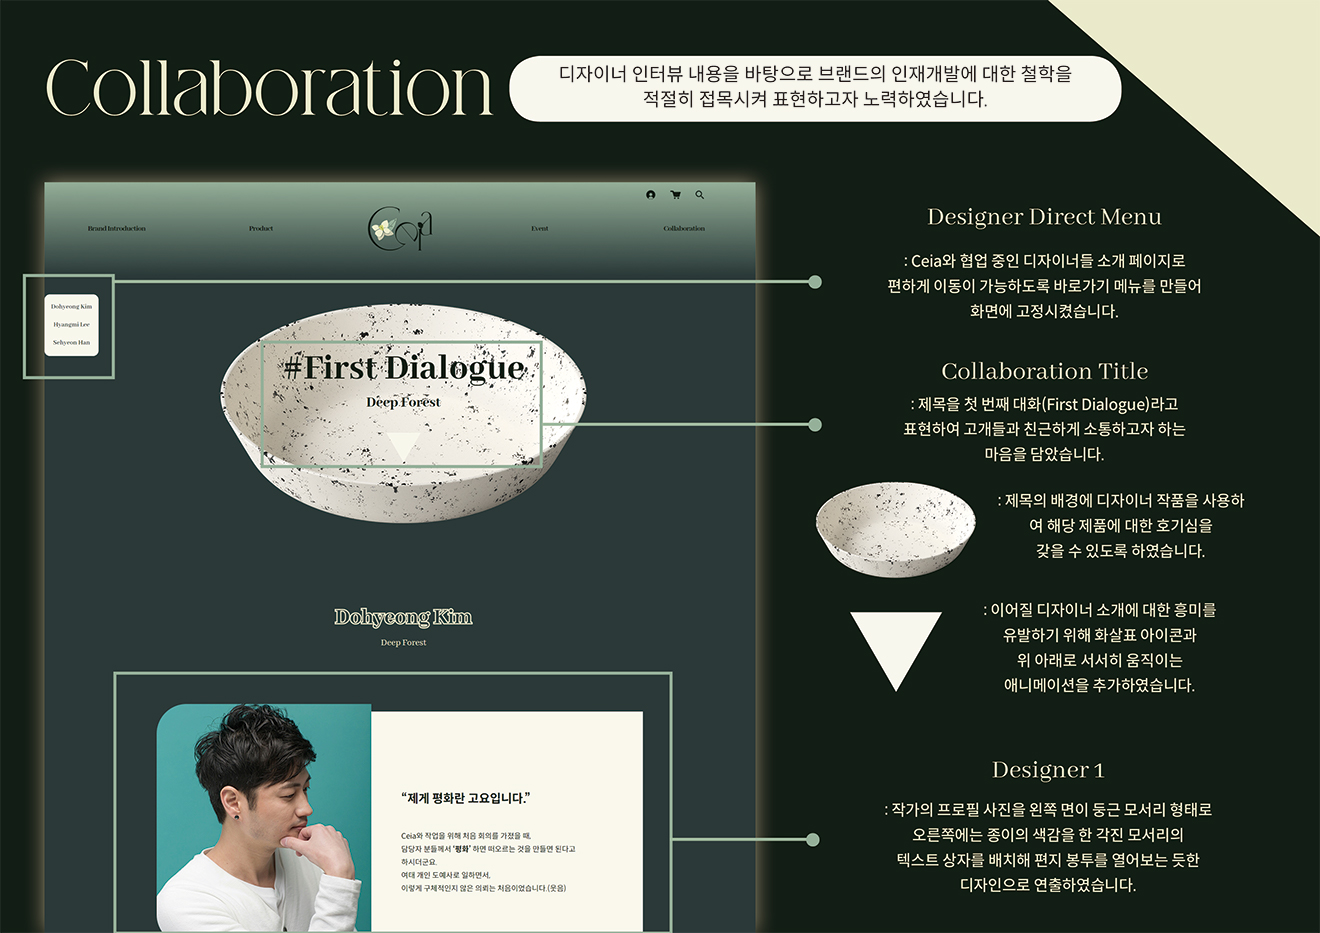 Collaboration
디자이너 인터뷰 내용을 바탕으로 브랜드의 인재개발에 대한 철학을
적절히 접목시켜 표현하고자 노력하였습니다.
Brand Introduction
Product
Ceia
Event
Collaboration
Dohyeong Kim
Hyangmi Lee
Sehyeon Han
#First Dialogue
Deep Forest
Dohyeong Kim
Deep Forest
“제게 평화란 고요입니다.”
Ceia와 작업을 위해 처음 회의를 가졌을 때,
담당자 분들께서 ‘평화’ 하면 떠오르는 것을 만들면 된다고
하시더군요.
여태 개인 도예사로 일하면서,
이렇게 구체적인지 않은 의뢰는 처음이었습니다.(웃음)
Designer Direct Menu
: Ceia와 협업 중인 디자이너들 소개 페이지로
편하게 이동이 가능하도록 바로가기 메뉴를 만들어
화면에 고정시켰습니다.
Collaboration Title
: 제목을 첫 번째 대화(First Dialogue)라고
표현하여 고개들과 친근하게 소통하고자 하는
마음을 담았습니다.
: 제목의 배경에 디자이너 작품을 사용하
여 해당 제품에 대한 호기심을
갖을 수 있도록 하였습니다.
: 이어질 디자이너 소개에 대한 흥미를
유발하기 위해 화살표 아이콘과
위 아래로 서서히 움직이는
애니메이션을 추가하였습니다.
Designer 1
: 작가의 프로필 사진을 왼쪽 면이 둥근 모서리 형태로
오른쪽에는 종이의 색감을 한 각진 모서리의
텍스트 상자를 배치해 편지 봉투를 열어보는 듯한
디자인으로 연출하였습니다.